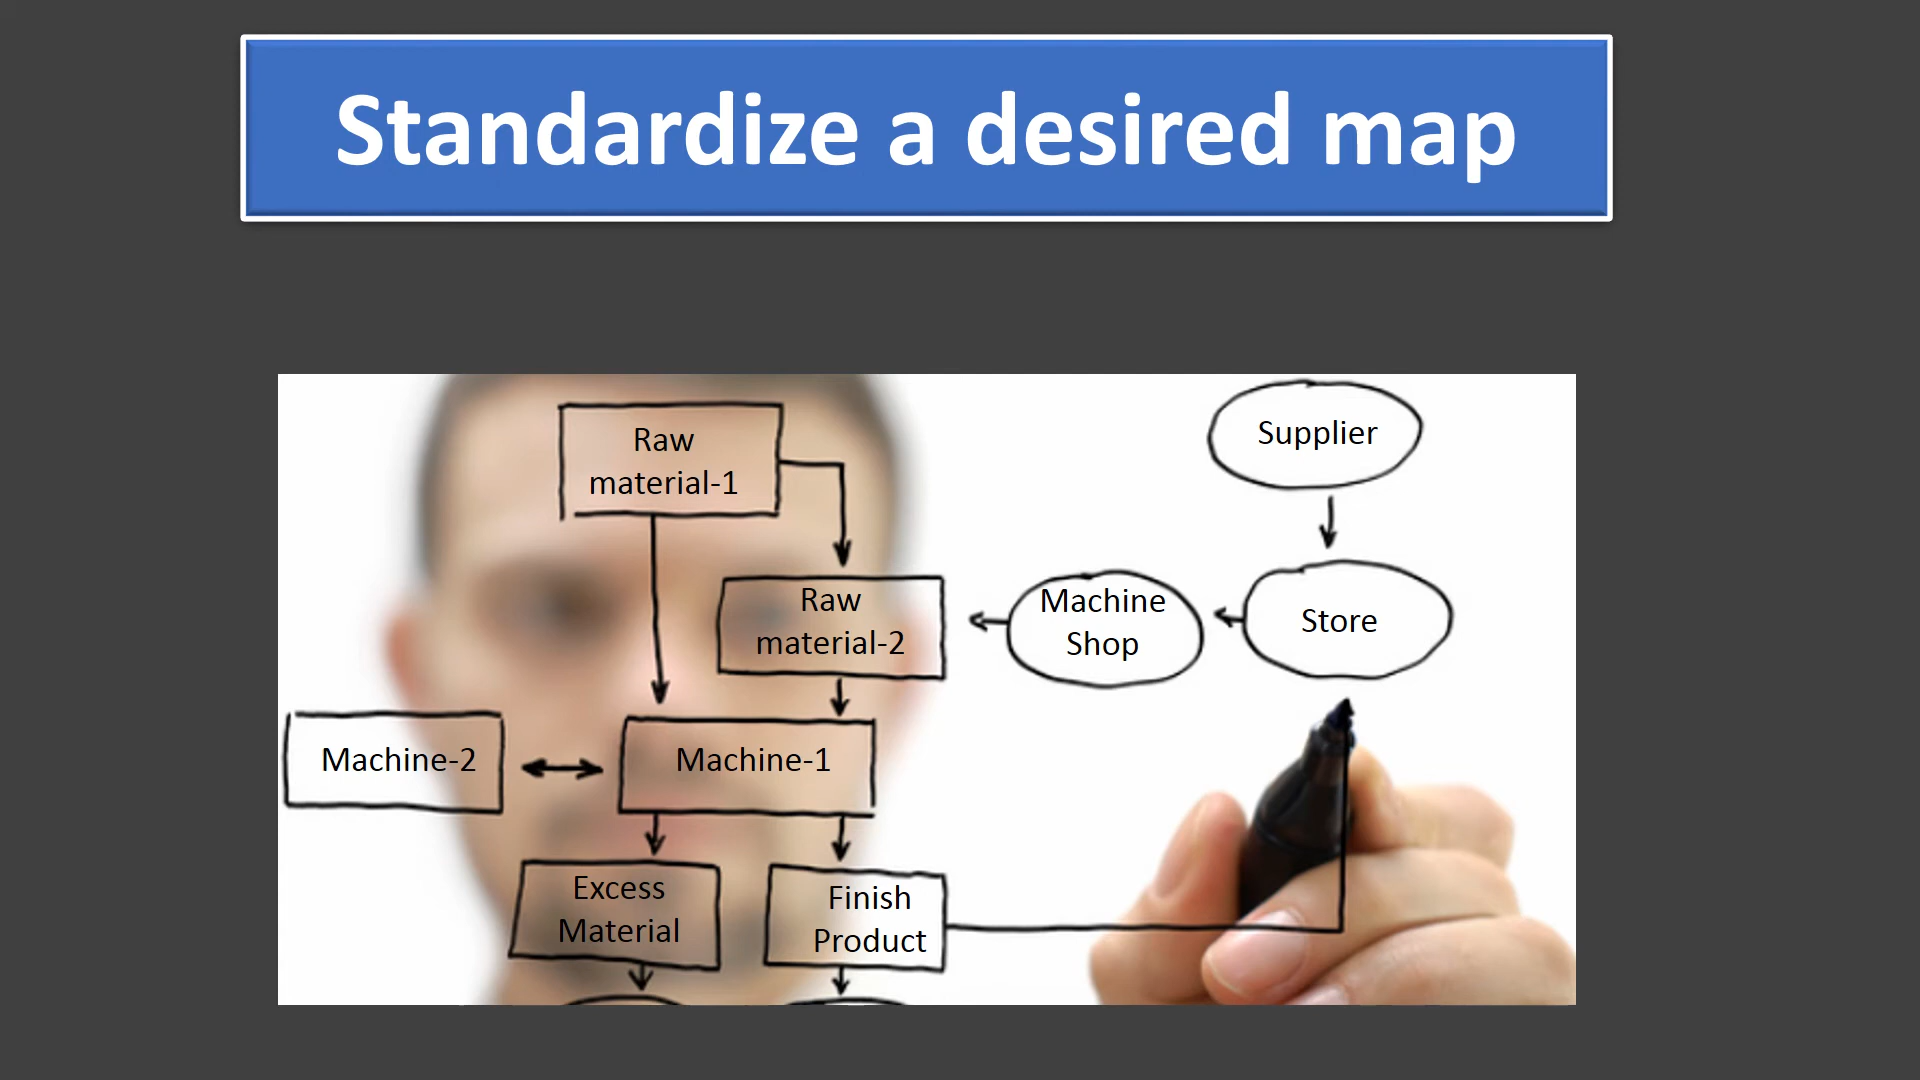 Standardize a desired map
Raw
material-1
Supplier
Raw
material-2
Machine
Shop
Store
Machine-2
Machine-1
Excess
Material
Finish
Product